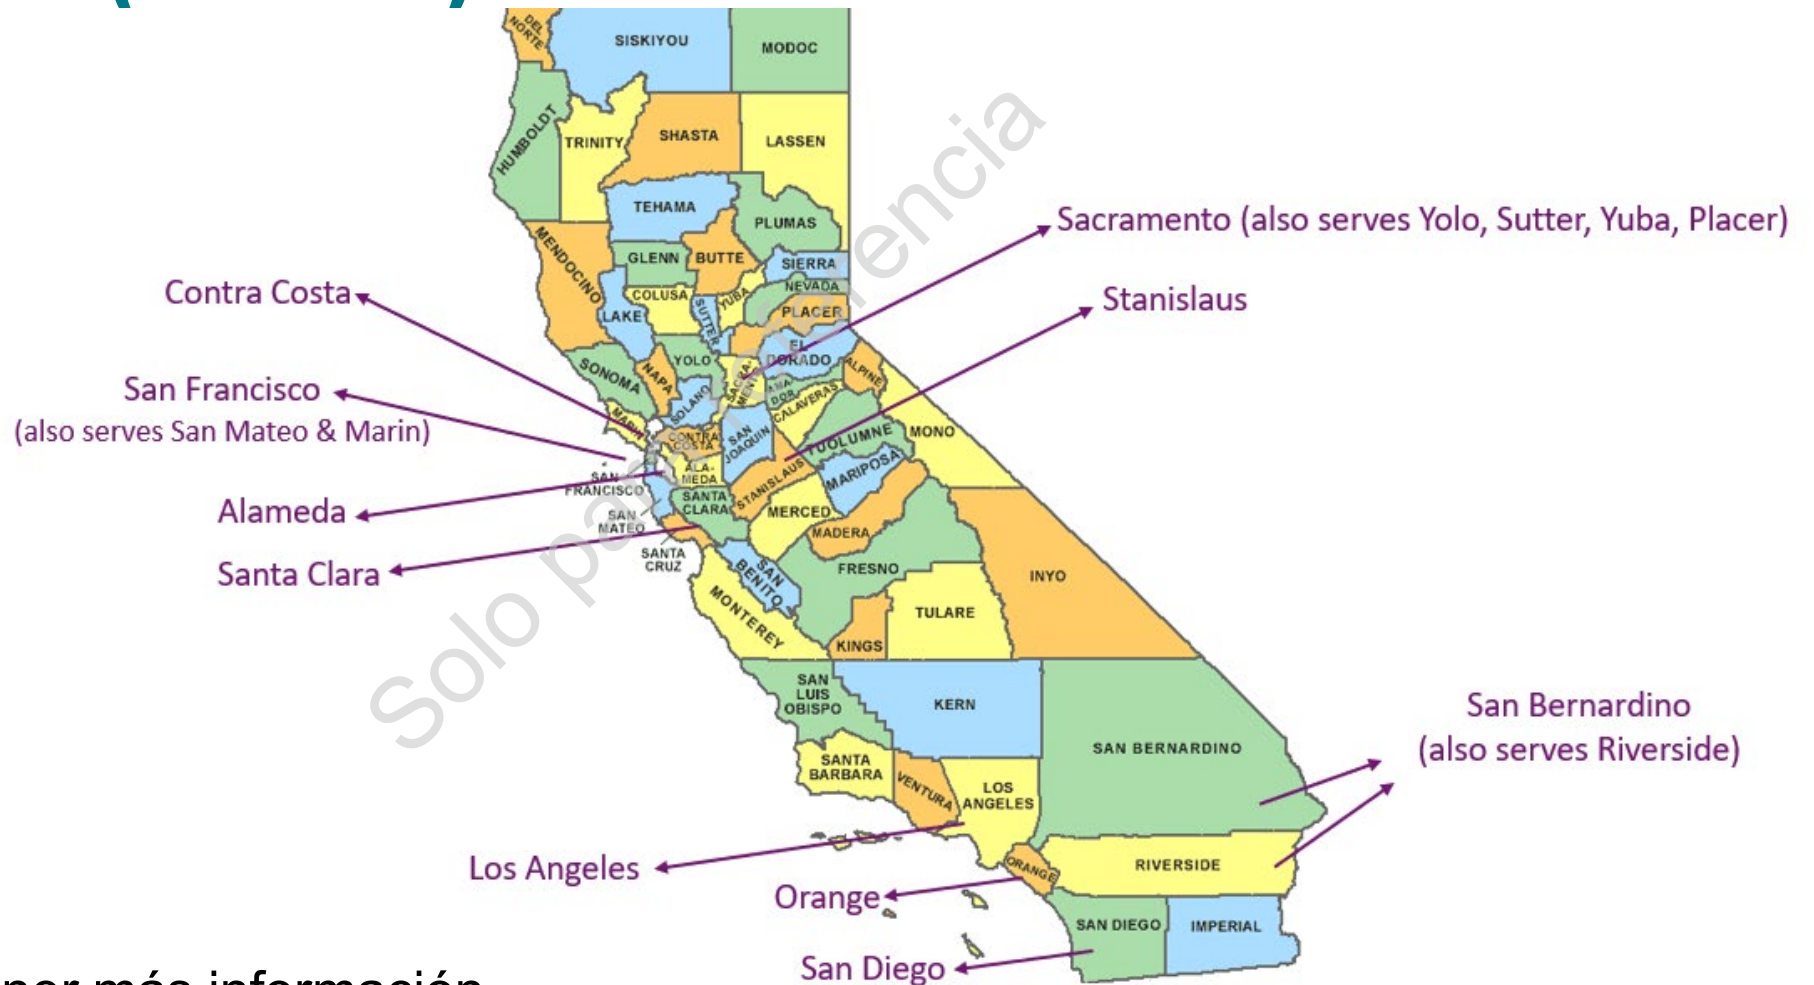 DEL
NORTE
SISKIYOU
MODOC
HUMBOLDT
TRINITY
SHASTA
LASSEN
TEHAMA
PLUMAS
MENDOCINO
GLENN
BUTTE
SIERRA
NEVADA
COLUSA
YUBA
SUTTER
PLACER
LAKE
EL
DORADO
YOLO
SONOMA
NAPA
SACRA-
MENTO
ALPINE
AMA-
DOR
SOLANO
CALAVERAS
MARIN
CONTRA
COSTA
SAN
JOAQUIN
TUOLUMNE
MONO
ALA-
MEDA
SAN
FRANCISCO
STANISLAUS
MARIPOSA
SANTA
CLARA
SAN
MATEO
MERCED
MADERA
SANTA
CRUZ
SAN
BENITO
FRESNO
INYO
MONTEREY
TULARE
KINGS
SAN
LUIS
OBISPO
KERN
SAN BERNARDINO
SANTA
BARBARA
VENTURA
LOS
ANGELES
ORANGE
RIVERSIDE
SAN DIEGO
IMPERIAL
Sacramento (also serves Yolo, Sutter, Yuba, Placer)
Stanislaus
Contra Costa
San Francisco
(also serves San Mateo & Marin)
Alameda
Santa Clara
San Bernardino
(also serves Riverside)
Los Angeles
Orange
San Diego
más información